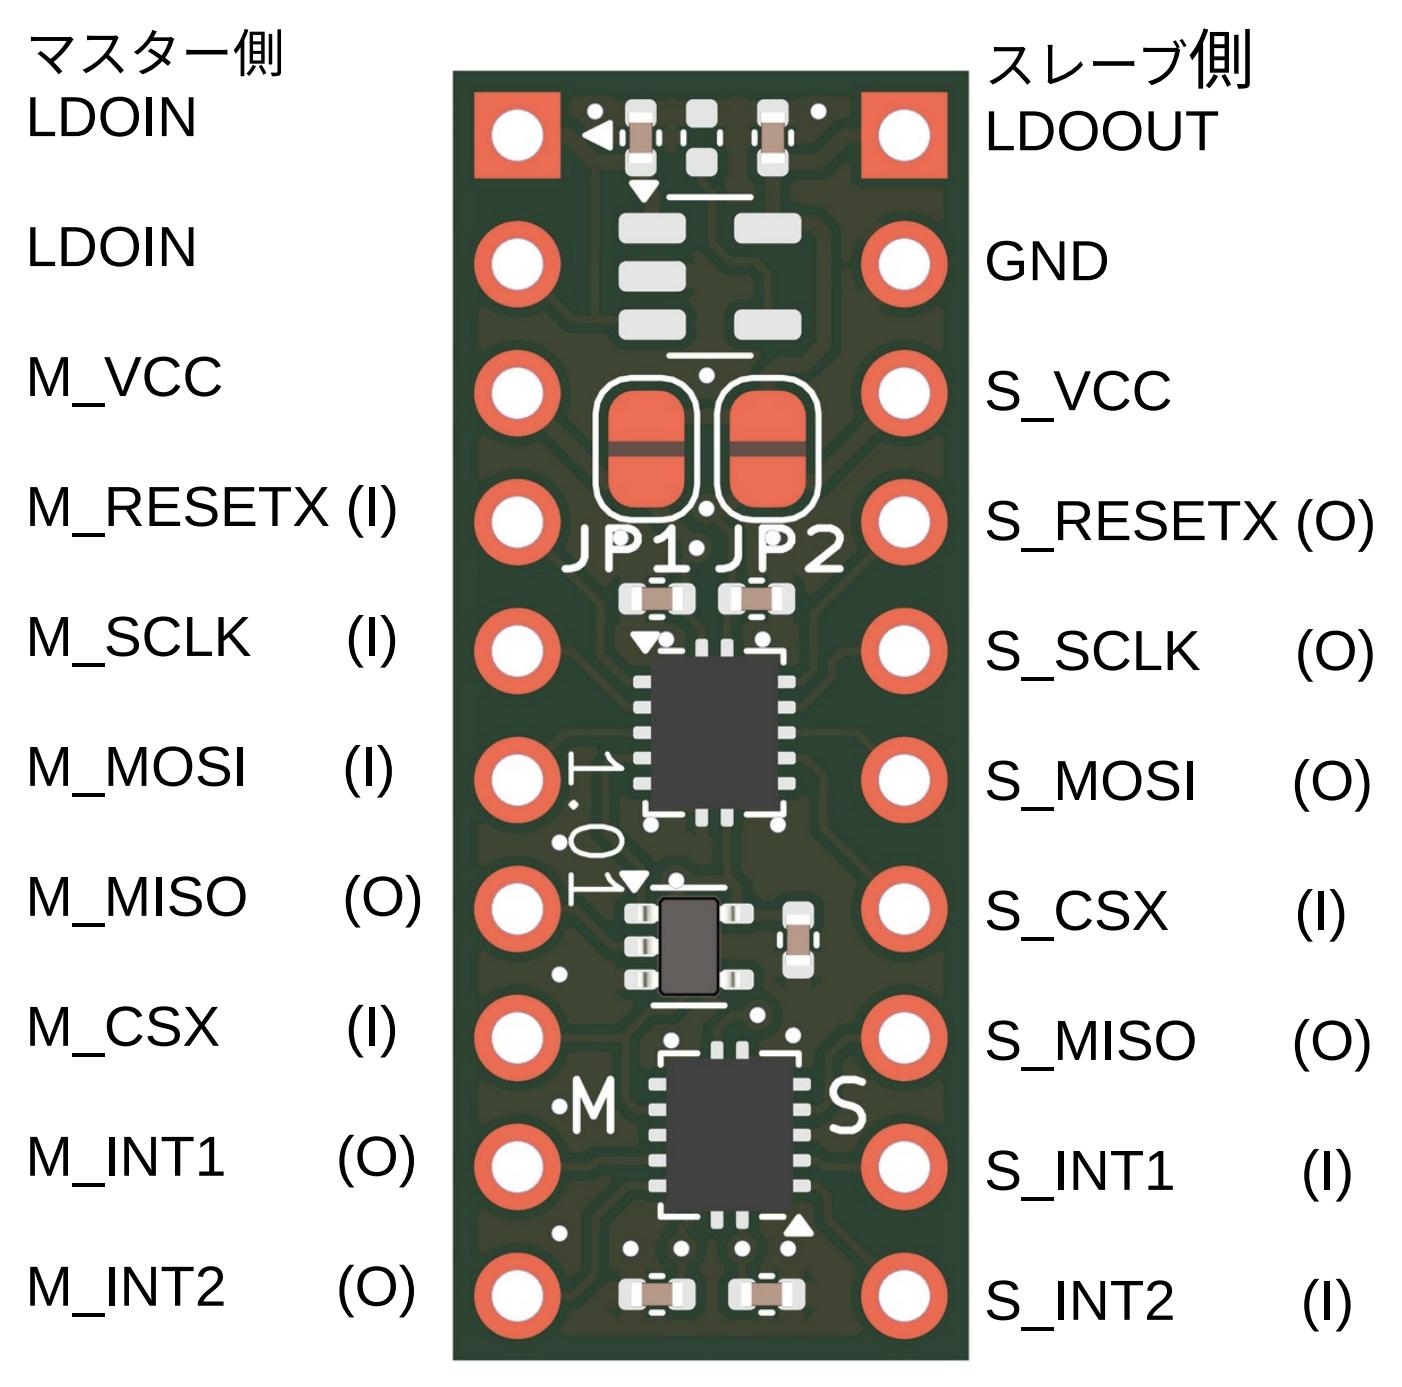 マスター側
LDOIN
LDOIN
M_VCC
M_RESETX (I)
M_SCLK (I)
M_MOSI (I)
M_MISO (O)
M_CSX (I)
M_INT1 (O)
M_INT2 (O)
JP1 JP2
1.01
M S
スレーブ側
LDOOUT
GND
S_VCC
S_RESETX (O)
S_SCLK (O)
S_MOSI (O)
S_CSX (I)
S_MISO (O)
S_INT1 (I)
S_INT2 (I)